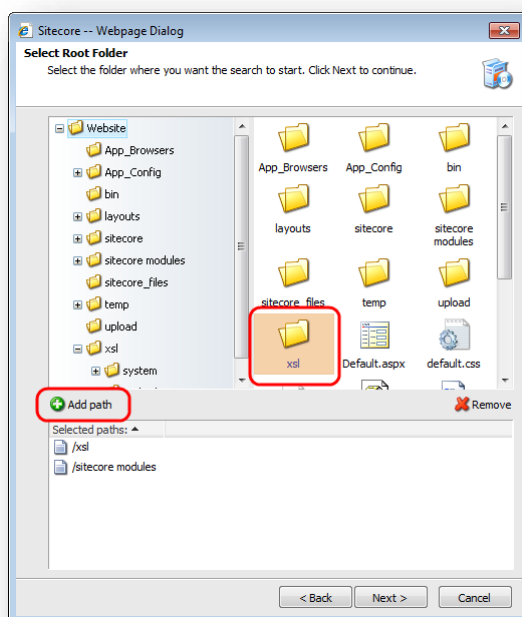 Sitecore -- Webpage Dialog
Select Root Folder
Select the folder where you want the search to start. Click Next to continue.
Website
App_Browsers
App_Config
bin
layouts
sitecore
sitecore modules
sitecore_files
temp
upload
xsl
system
App_Browsers
App_Config
bin
layouts
sitecore
sitecore
modules
sitecore_files
temp
upload
xsl
Default.aspx
default.css
Add path
Remove
Selected paths:
/xsl
/sitecore modules
< Back
Next >
Cancel